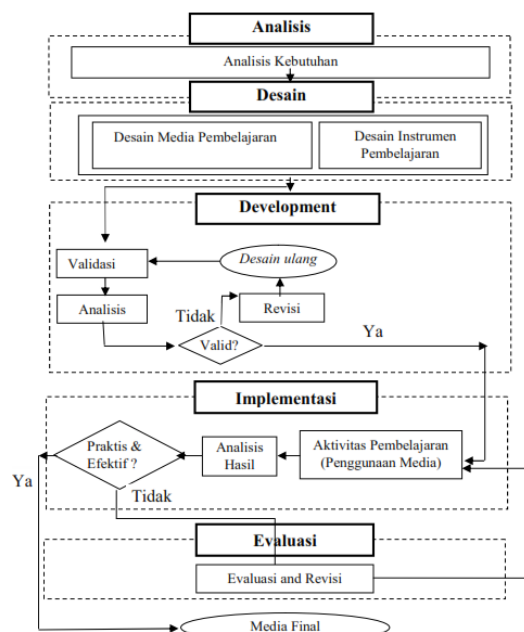 Analisis
Analisis Kebutuhan
Desain
Desain Media Pembelajaran
Desain Instrumen
Pembelajaran
Development
Validasi
Desain ulang
Analisis
Tidak
Revisi
Valid?
Ya
Implementasi
Praktis &
Efektif ?
Analisis
Hasil
Aktivitas Pembelajaran
(Penggunaan Media)
Ya
Tidak
Evaluasi
Evaluasi and Revisi
Media Final